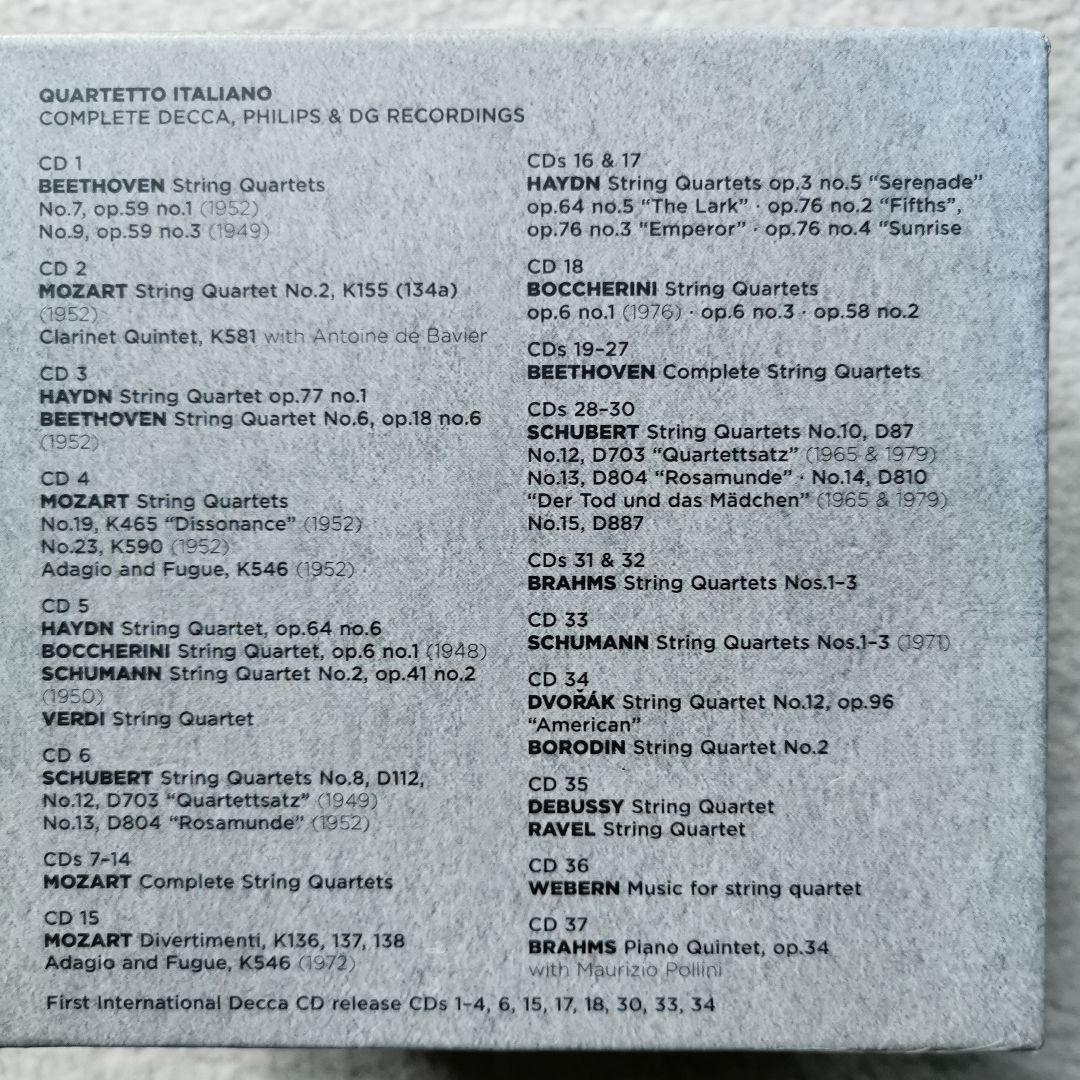 QUARTETTO ITALIANO
COMPLETE DECCA, PHILIPS & DG RECORDINGS
CD 1
BEETHOVEN String Quartets
No.7, op.59 no.1 (1952)
No.9, op.59 no.3 (1949)
CD 2
MOZART String Quartet No.2, K155 (134a)
(1952)
Clarinet Quintet, K581 with Antoine de Bavier
CD 3
HAYDN String Quartet op.77 no.1
BEETHOVEN String Quartet No.6, op.18 no.6
(1952)
CD 4
MOZART String Quartets
No.19, K465 “Dissonance” (1952)
No.23, K590 (1952)
Adagio and Fugue, K546 (1952)
CD 5
HAYDN String Quartet, op.64 no.6
BOCCHERINI String Quartet, op.6 no.1 (1948)
SCHUMANN String Quartet No.2, op.41 no.2
(1950)
VERDI String Quartet
CD 6
SCHUBERT String Quartets No.8, D112,
No.12, D703 “Quartettsatz” (1949)
No.13, D804 “Rosamunde” (1952)
CDs 7–14
MOZART Complete String Quartets
CD 15
MOZART Divertimenti, K136, 137, 138
Adagio and Fugue, K546 (1972)
CDs 16 & 17
HAYDN String Quartets op.3 no.5 “Serenade”
op.64 no.5 “The Lark” · op.76 no.2 “Fifths”,
op.76 no.3 “Emperor” · op.76 no.4 “Sunrise
CD 18
BOCCHERINI String Quartets
op.6 no.1 (1976) · op.6 no.3 · op.58 no.2
CDs 19–27
BEETHOVEN Complete String Quartets
CDs 28–30
SCHUBERT String Quartets No.10, D87
No.12, D703 “Quartettsatz” (1965 & 1979)
No.13, D804 “Rosamunde” · No.14, D810
“Der Tod und das Mädchen” (1965 & 1979)
No.15, D887
CDs 31 & 32
BRAHMS String Quartets Nos.1–3
CD 33
SCHUMANN String Quartets Nos.1–3 (1971)
CD 34
DVOŘÁK String Quartet No.12, op.96
“American”
BORODIN String Quartet No.2
CD 35
DEBUSSY String Quartet
RAVEL String Quartet
CD 36
WEBERN Music for string quartet
CD 37
BRAHMS Piano Quintet, op.34
with Maurizio Pollini
First International Decca CD release CDs 1–4, 6, 15, 17, 18, 30, 33, 34